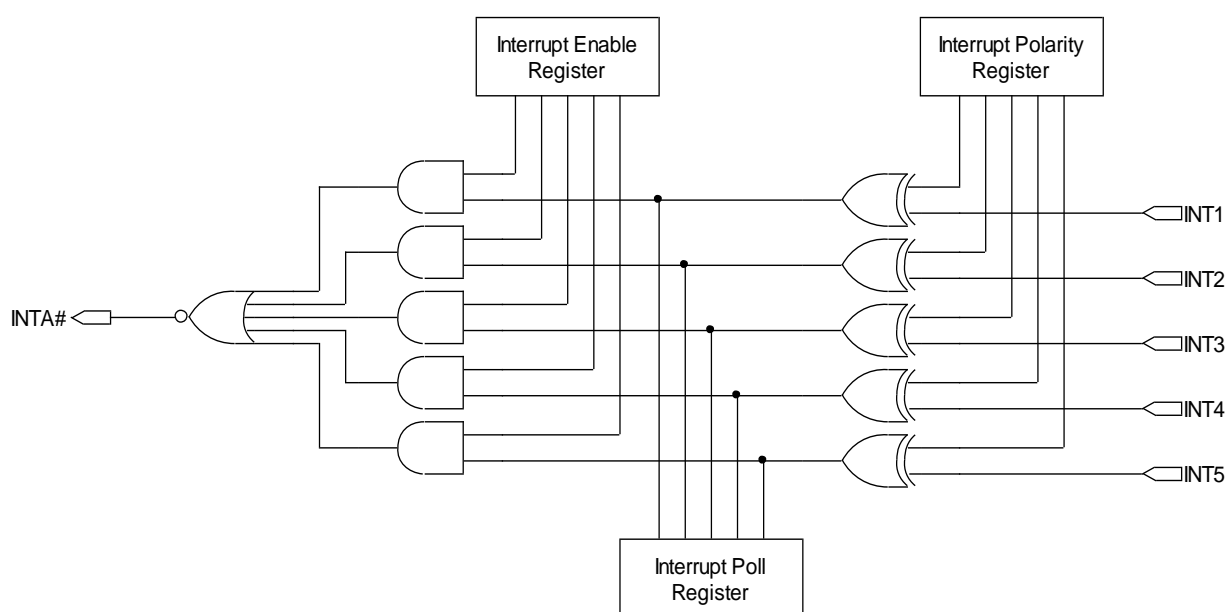 Interrupt Enable
Register
Interrupt Polarity
Register
INT1
INT2
INTA#
INT3
INT4
INT5
Interrupt Poll
Register